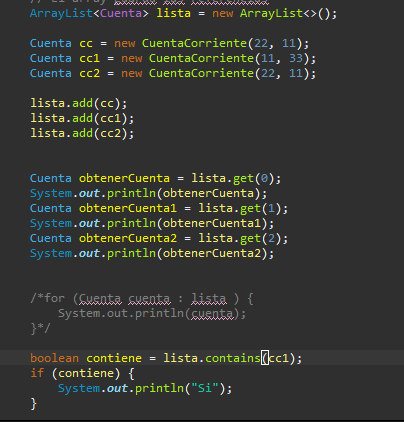 ArrayList<Cuenta> lista = new ArrayList<>();
Cuenta cc = new CuentaCorriente(22, 11);
Cuenta cc1 = new CuentaCorriente(11, 33);
Cuenta cc2 = new CuentaCorriente(22, 11);
lista.add(cc);
lista.add(cc1);
lista.add(cc2);
Cuenta obtenerCuenta = lista.get(0);
System.out.println(obtenerCuenta);
Cuenta obtenerCuenta1 = lista.get(1);
System.out.println(obtenerCuenta1);
Cuenta obtenerCuenta2 = lista.get(2);
System.out.println(obtenerCuenta2);
/*for (Cuenta cuenta : lista ) {
System.out.println(cuenta);
}*/
boolean contiene = lista.contains(cc1);
if (contiene) {
System.out.println("Si");
}